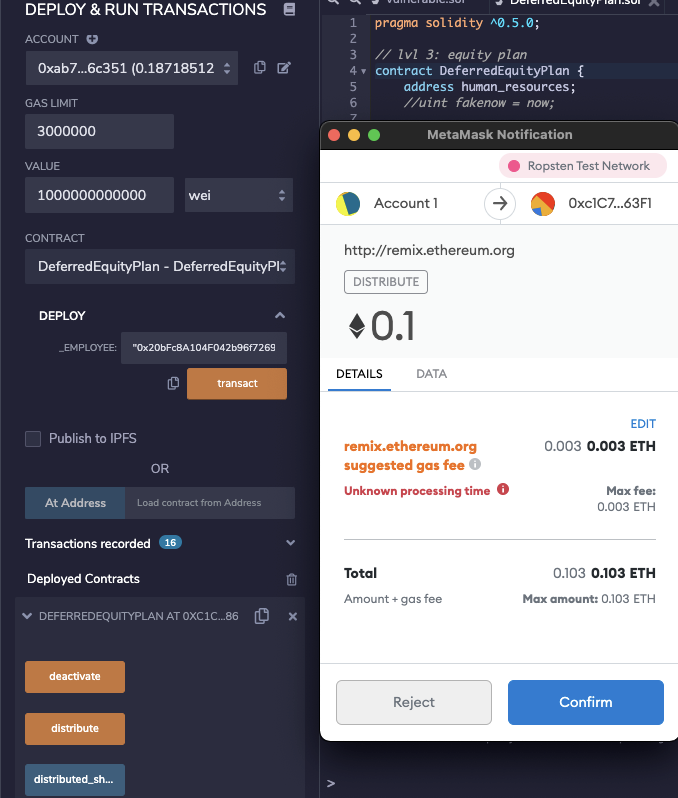 DEPLOY & RUN TRANSACTIONS
ACCOUNT
0xab7...6c351 (0.18718512
GAS LIMIT
3000000
VALUE
1000000000000
wei
CONTRACT
DeferredEquityPlan - DeferredEquityPl
DEPLOY
_EMPLOYEE:
"0x20bFc8A104F042b96f7269
transact
Publish to IPFS
OR
At Address
Load contract from Address
Transactions recorded
16
Deployed Contracts
DEFERREDEQUITYPLAN AT 0XC1C...86
deactivate
distribute
distributed_sh...
vulnerable.sol
DeferredEquityPlan.sol
1 pragma solidity ^0.5.0;
2
3 // lvl 3: equity plan
4 contract DeferredEquityPlan {
5 address human_resources;
6 //uint fakenow = now;
7
MetaMask Notification
Ropsten Test Network
Account 1
0xc1C7...63F1
http://remix.ethereum.org
DISTRIBUTE
0.1
DETAILS
DATA
EDIT
remix.ethereum.org
suggested gas fee
0.003 0.003 ETH
Unknown processing time
Max fee:
0.003 ETH
Total
0.103 0.103 ETH
Amount + gas fee
Max amount: 0.103 ETH
Reject
Confirm
>